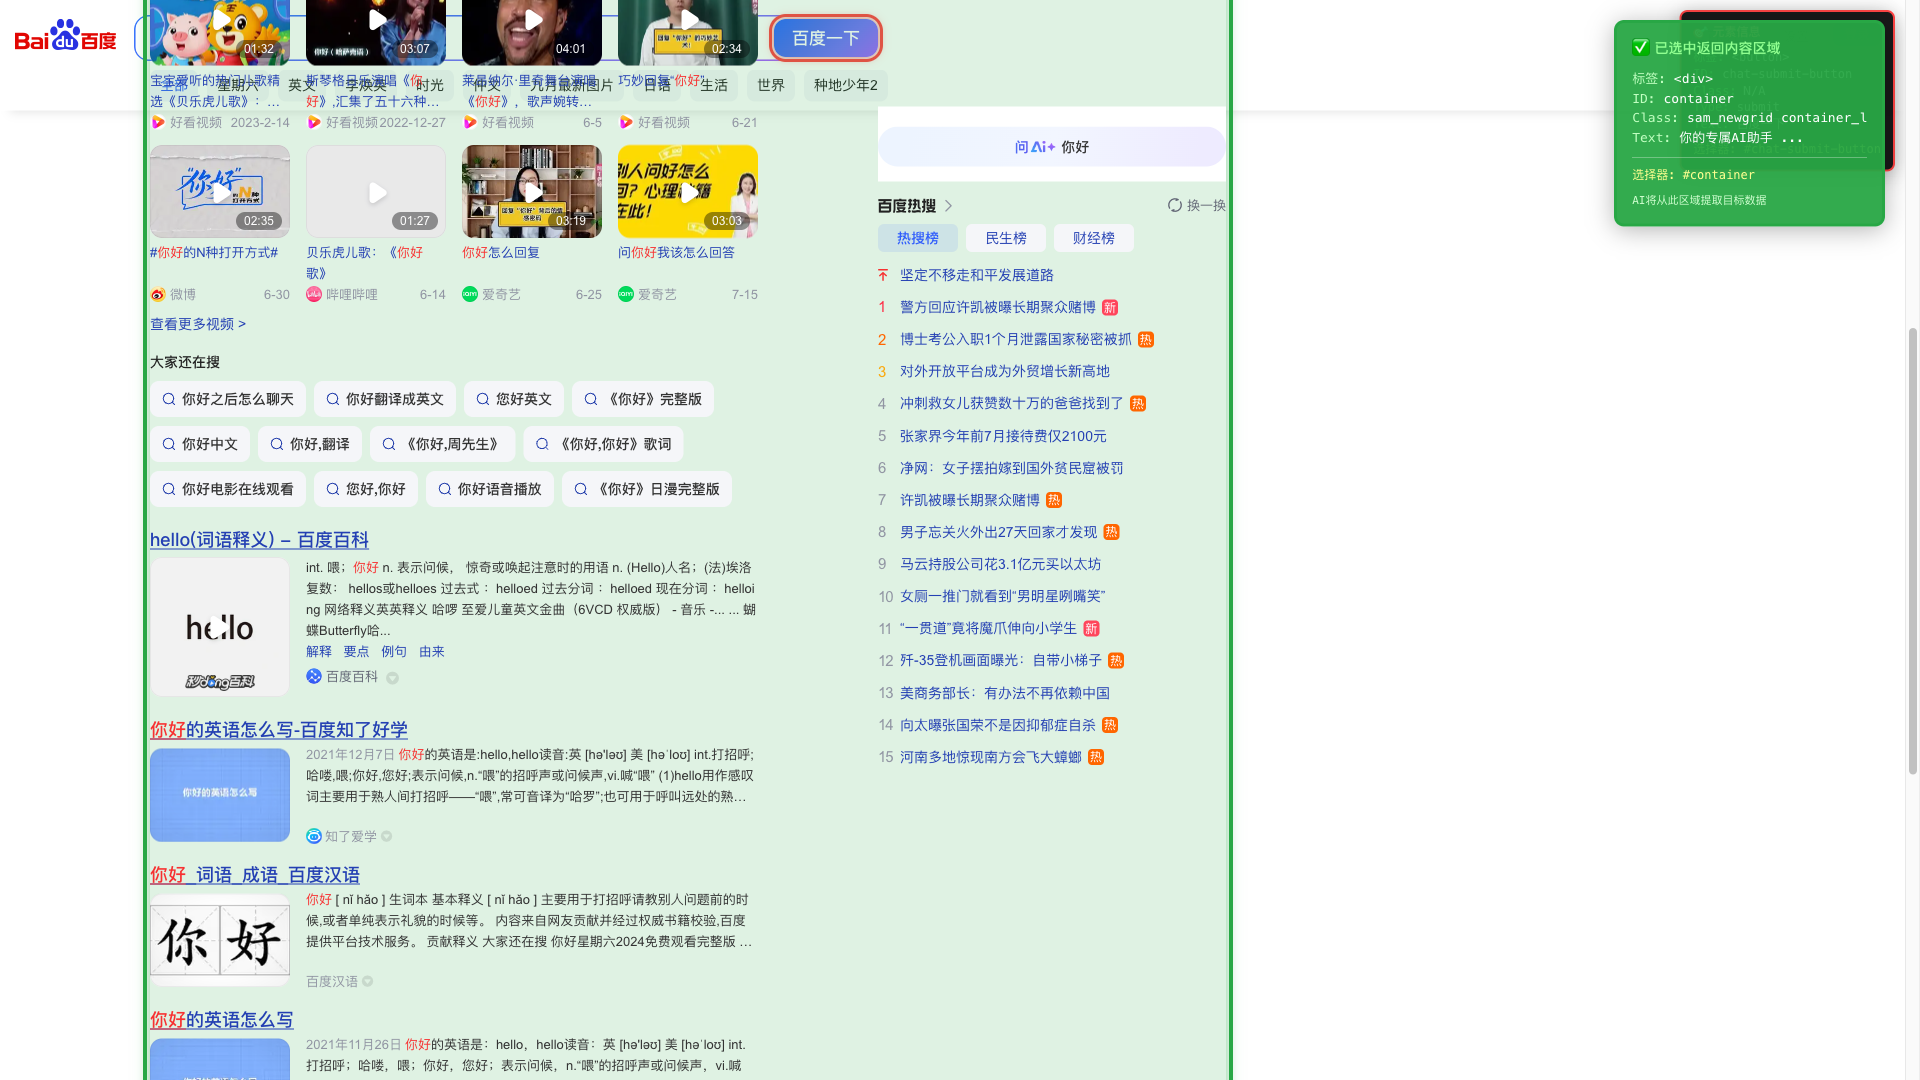 Bai du 百度
百度一下
01:32
03:07
04:01
02:34
宝宝爱听的热门儿歌精选《贝乐虎儿歌》：...
斯琴格日乐演唱《你好》,汇集了五十六种...
莱昂纳尔·里奇舞台演唱《你好》，歌声婉转...
巧妙回复“你好”
全部
星期六
英文
李焕英
时光
仲文
九月最新图片
日语
生活
世界
种地少年2
好看视频 2023-2-14
好看视频 2022-12-27
好看视频 6-5
好看视频 6-21
02:35
01:27
03:19
03:03
#你好的N种打开方式#
贝乐虎儿歌：《你好歌》
你好怎么回复
问你好我该怎么回答
微博 6-30
哔哩哔哩 6-14
爱奇艺 6-25
爱奇艺 7-15
查看更多视频 >
大家还在搜
你好之后怎么聊天
你好翻译成英文
您好英文
《你好》完整版
你好中文
你好,翻译
《你好,周先生》
《你好,你好》歌词
你好电影在线观看
您好,你好
你好语音播放
《你好》日漫完整版
hello(词语释义) – 百度百科
hello
秒dǒng百科
int. 喂；你好 n. 表示问候， 惊奇或唤起注意时的用语 n. (Hello)人名；(法)埃洛
复数： hellos或helloes 过去式 ：helloed 过去分词 ：helloed 现在分词 ：helloi
ng 网络释义英英释义 哈啰 至爱儿童英文金曲（6VCD 权威版） - 音乐 -... ... 蝴
蝶Butterfly哈...
解释 要点 例句 由来
百度百科
你好的英语怎么写-百度知了好学
你好的英语怎么写
2021年12月7日 你好的英语是:hello,hello读音:英 [hə'ləʊ] 美 [həˈloʊ] int.打招呼;
哈喽,喂;你好,您好;表示问候,n.“喂”的招呼声或问候声,vi.喊“喂” (1)hello用作感叹
词主要用于熟人间打招呼——“喂”,常可音译为“哈罗”;也可用于呼叫远处的熟...
知了爱学
你好_词语_成语_百度汉语
你好
你好 [ nǐ hǎo ] 生词本 基本释义 [ nǐ hǎo ] 主要用于打招呼请教别人问题前的时
候,或者单纯表示礼貌的时候等。 内容来自网友贡献并经过权威书籍校验,百度
提供平台技术服务。 贡献释义 大家还在搜 你好星期六2024免费观看完整版 ...
百度汉语
你好的英语怎么写
2021年11月26日 你好的英语是：hello，hello读音：英 [hə'ləʊ] 美 [həˈloʊ] int.
打招呼；哈喽，喂；你好，您好；表示问候，n.“喂”的招呼声或问候声，vi.喊
问 Ai+ 你好
百度热搜 >
换一换
热搜榜
民生榜
财经榜
坚定不移走和平发展道路
1 警方回应许凯被曝长期聚众赌博 新
2 博士考公入职1个月泄露国家秘密被抓 热
3 对外开放平台成为外贸增长新高地
4 冲刺救女儿获赞数十万的爸爸找到了 热
5 张家界今年前7月接待费仅2100元
6 净网：女子摆拍嫁到国外贫民窟被罚
7 许凯被曝长期聚众赌博 热
8 男子忘关火外出27天回家才发现 热
9 马云持股公司花3.1亿元买以太坊
10 女厕一推门就看到“男明星咧嘴笑”
11 “一贯道”竟将魔爪伸向小学生 新
12 歼-35登机画面曝光：自带小梯子 热
13 美商务部长：有办法不再依赖中国
14 向太曝张国荣不是因抑郁症自杀 热
15 河南多地惊现南方会飞大蟑螂 热
✅ 已选中返回内容区域
标签: <div>
ID: container
Class: sam_newgrid container_l
Text: 你的专属AI助手 ...
选择器: #container
AI将从此区域提取目标数据